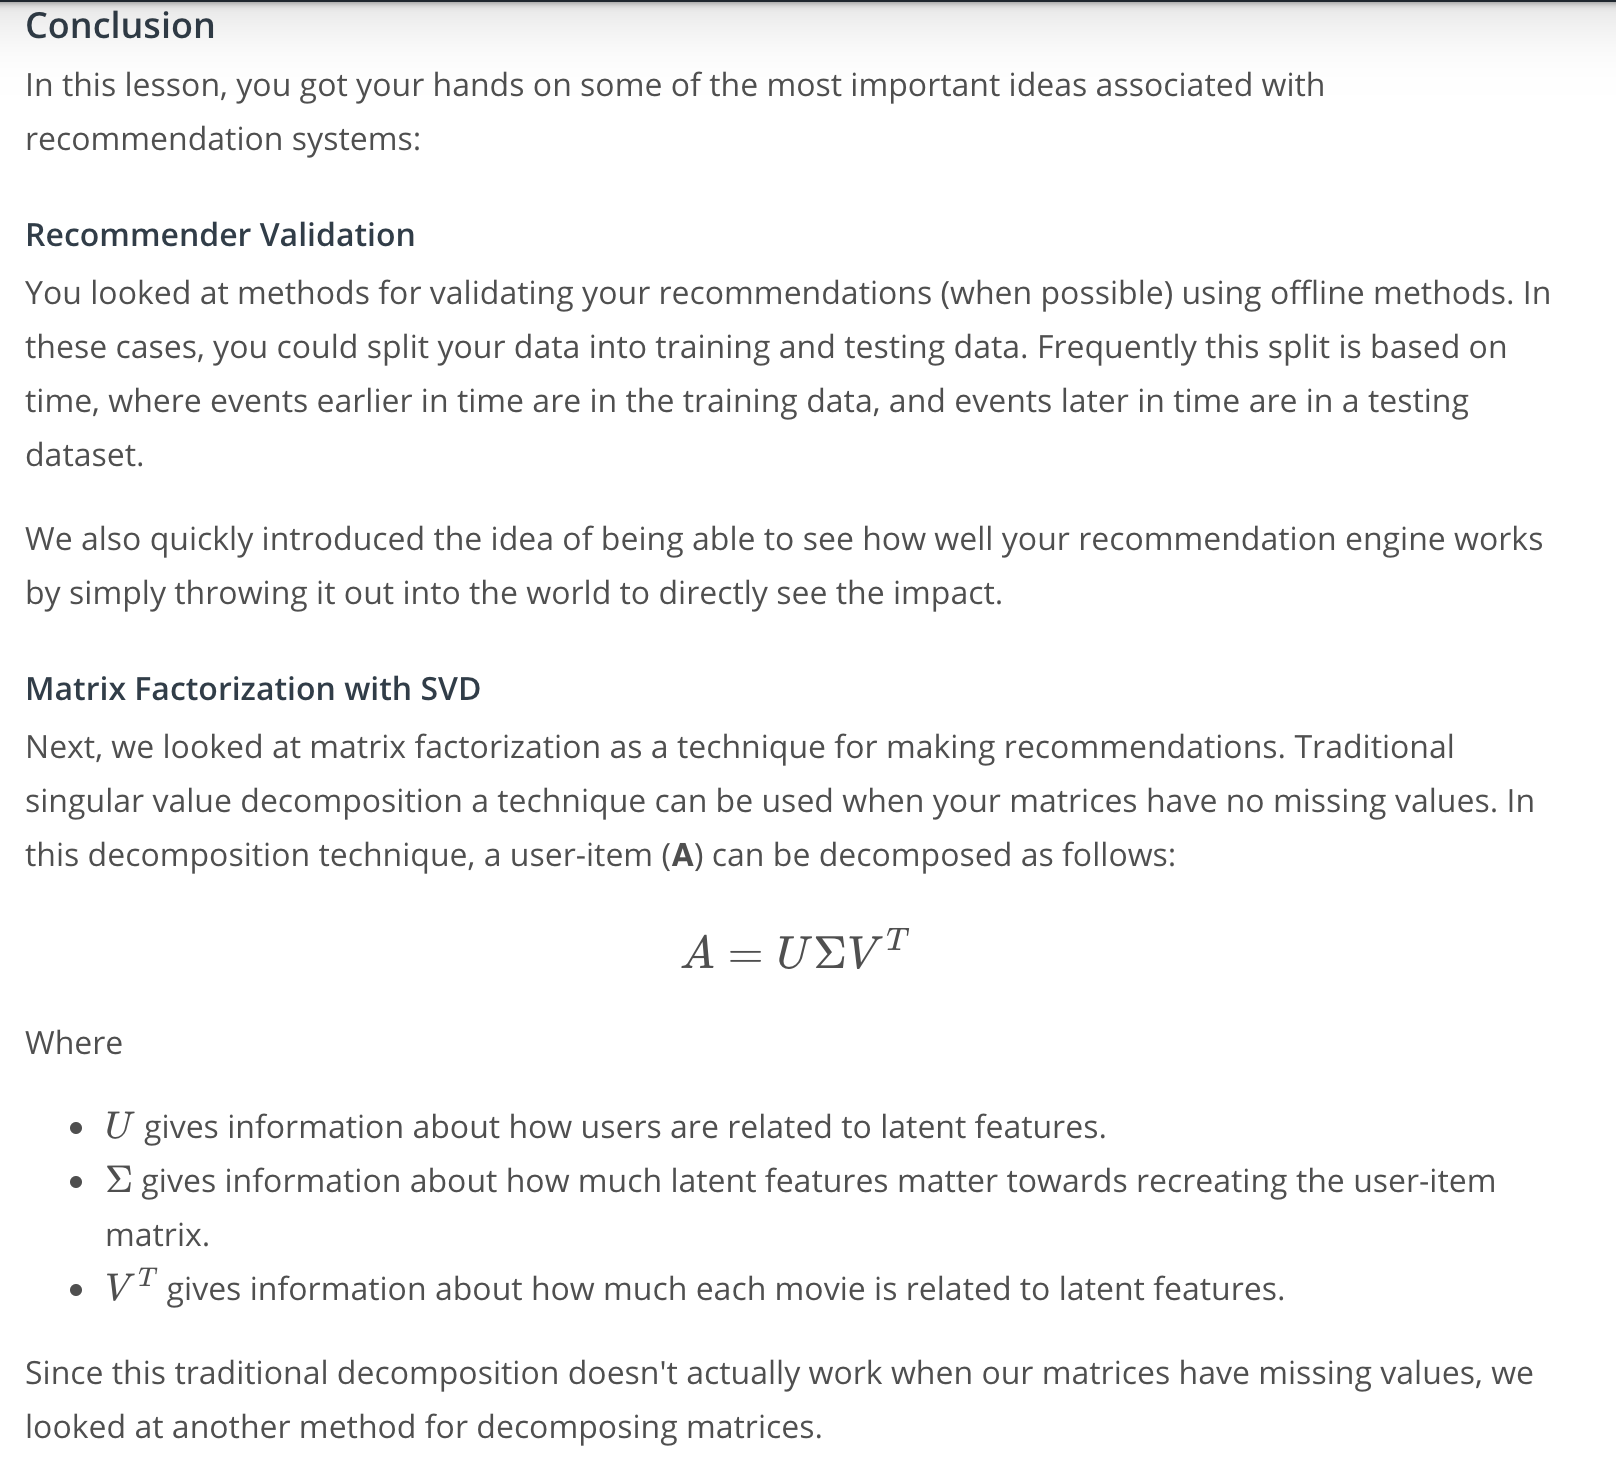 Conclusion
In this lesson, you got your hands on some of the most important ideas associated with
recommendation systems:
Recommender Validation
You looked at methods for validating your recommendations (when possible) using offline methods. In
these cases, you could split your data into training and testing data. Frequently this split is based on
time, where events earlier in time are in the training data, and events later in time are in a testing
dataset.
We also quickly introduced the idea of being able to see how well your recommendation engine works
by simply throwing it out into the world to directly see the impact.
Matrix Factorization with SVD
Next, we looked at matrix factorization as a technique for making recommendations. Traditional
singular value decomposition a technique can be used when your matrices have no missing values. In
this decomposition technique, a user-item (A) can be decomposed as follows:
A = UΣV^T
Where
• U gives information about how users are related to latent features.
• Σ gives information about how much latent features matter towards recreating the user-item
matrix.
• V^T gives information about how much each movie is related to latent features.
Since this traditional decomposition doesn't actually work when our matrices have missing values, we
looked at another method for decomposing matrices.